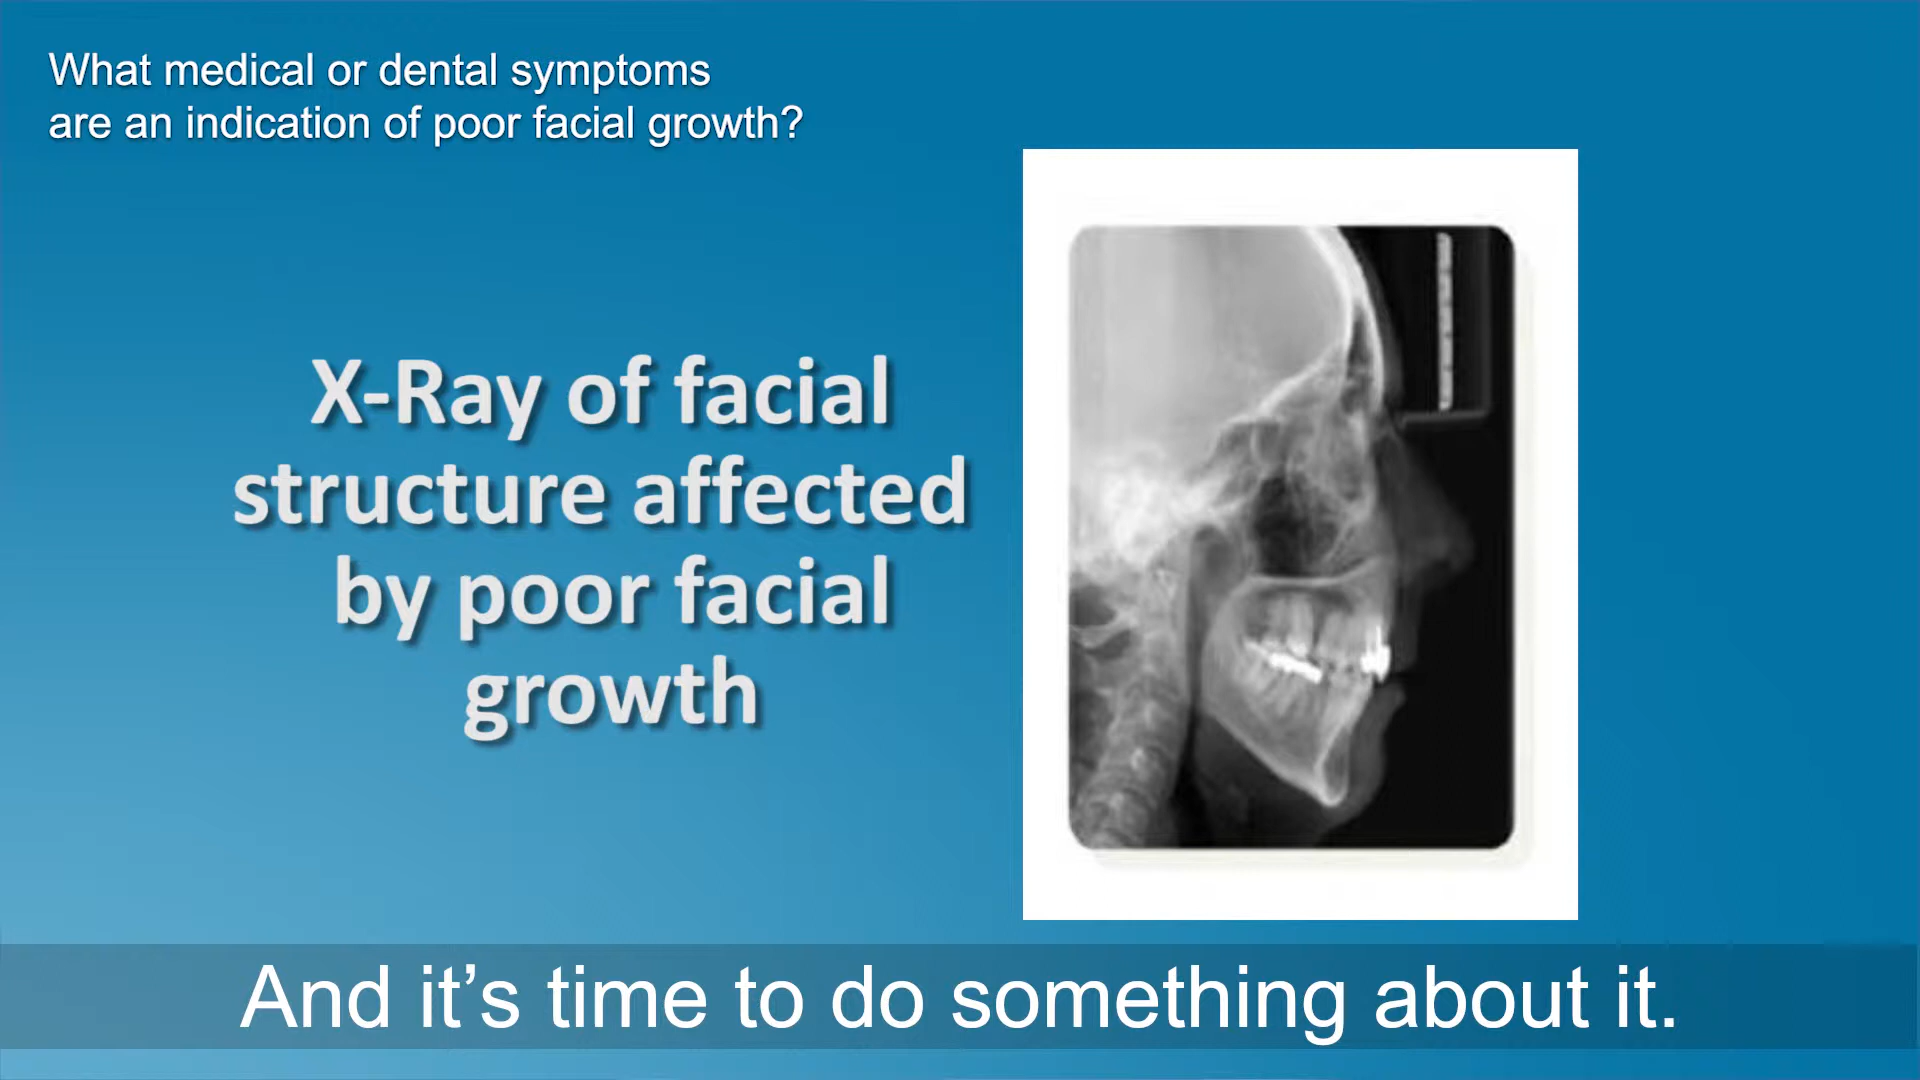 What medical or dental symptoms
are an indication of poor facial growth?
X-Ray of facial
structure affected
by poor facial
growth
And it’s time to do something about it.